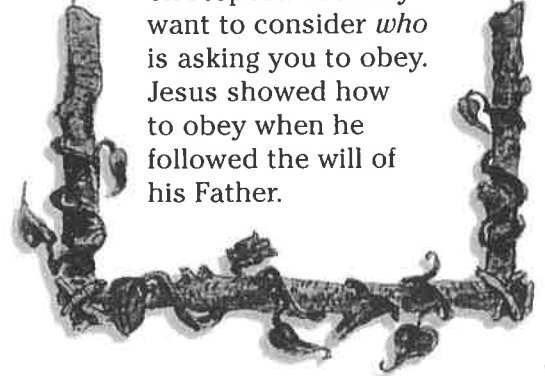 want to consider who
is asking you to obey.
Jesus showed how
to obey when he
followed the will of
his Father.